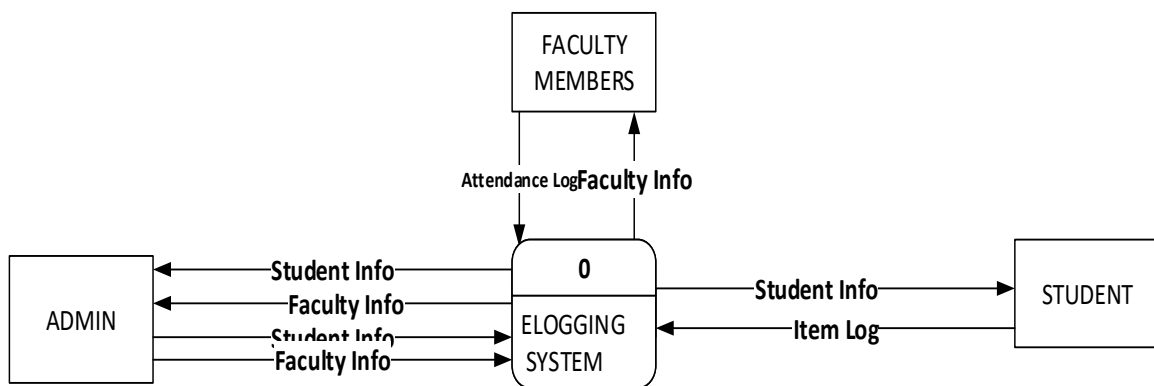 FACULTY
MEMBERS
Attendance Log
Faculty Info
0
ELOGGING
SYSTEM
Student Info
Faculty Info
Student Info
Faculty Info
ADMIN
Student Info
Item Log
STUDENT